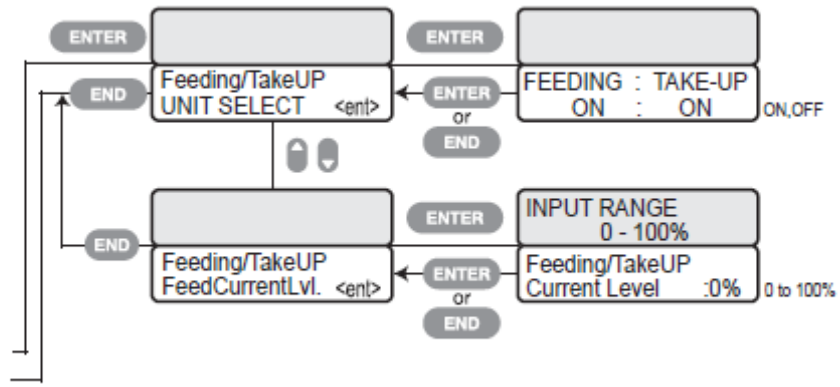 ENTER
ENTER
Feeding/TakeUP
UNIT SELECT <ent>
END
ENTER
or
END
FEEDING : TAKE-UP
ON : ON
ON,OFF
END
ENTER
INPUT RANGE
0 - 100%
Feeding/TakeUP
FeedCurrentLvl. <ent>
ENTER
or
END
Feeding/TakeUP
Current Level :0%
0 to 100%